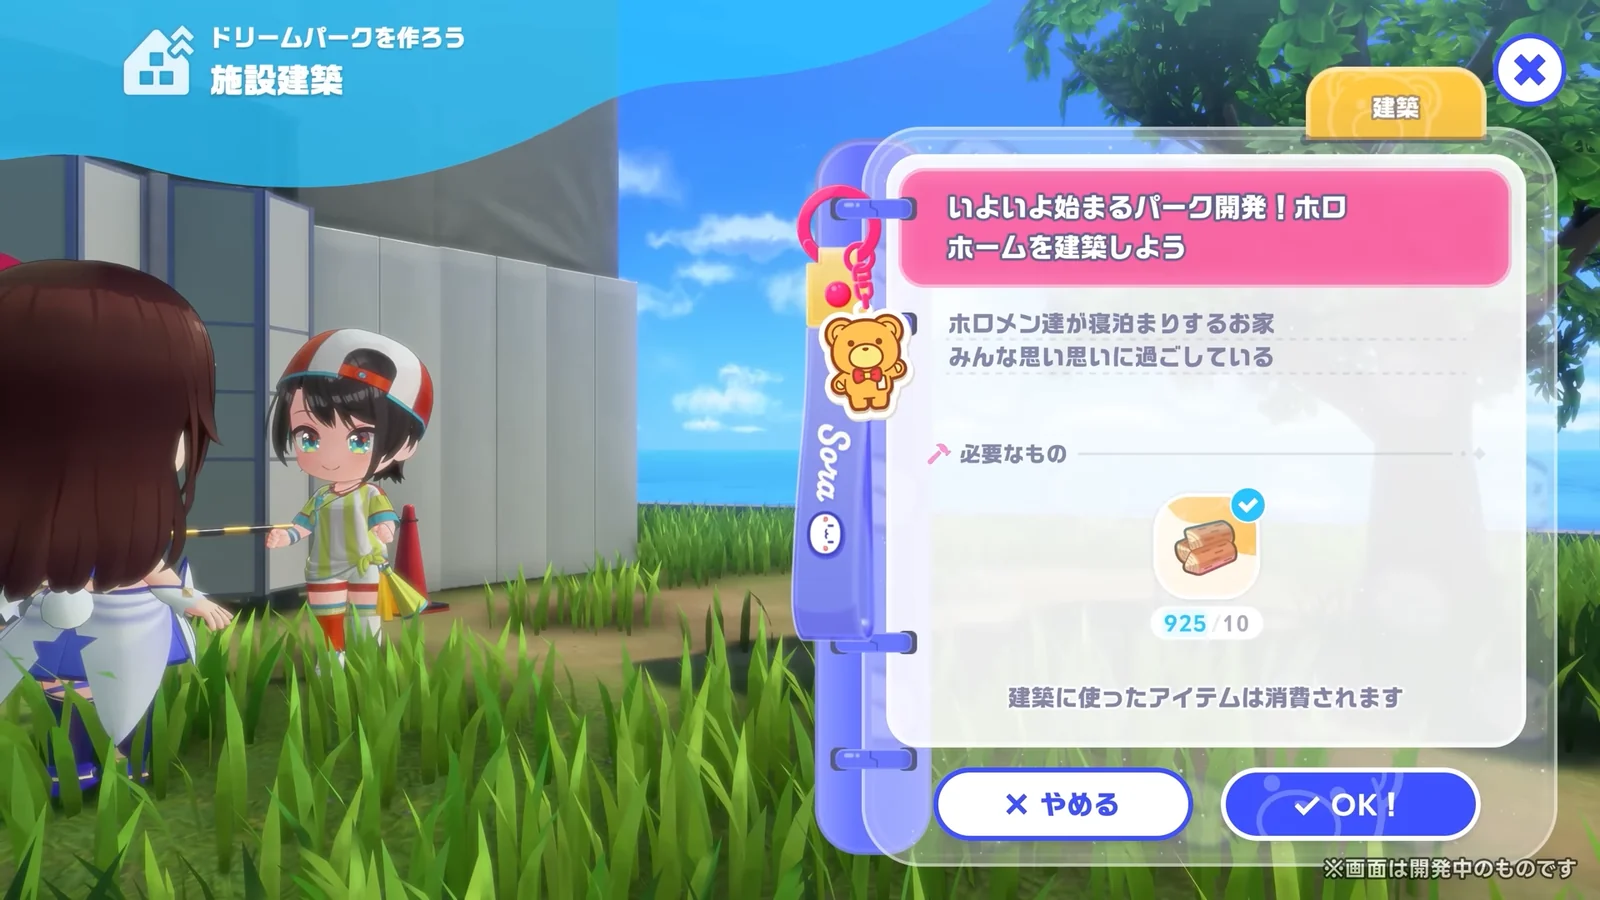 ドリームパークを作ろう
施設建築
建築
いよいよ始まるパーク開発！ホロ
ホームを建築しよう
ホロメン達が寝泊まりするお家
みんな思い思いに過ごしている
Sora
必要なもの
925/10
建築に使ったアイテムは消費されます
やめる
OK！
※画面は開発中のものです